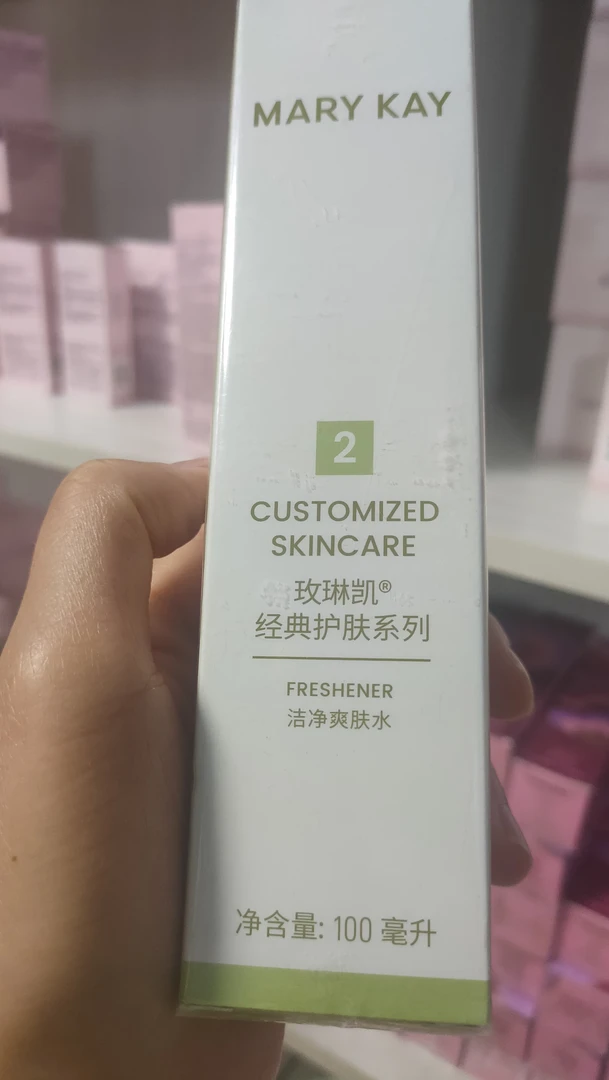 MARY KAY
2
CUSTOMIZED
SKINCARE
玫琳凯®
经典护肤系列
FRESHENER
洁净爽肤水
净含量: 100 毫升